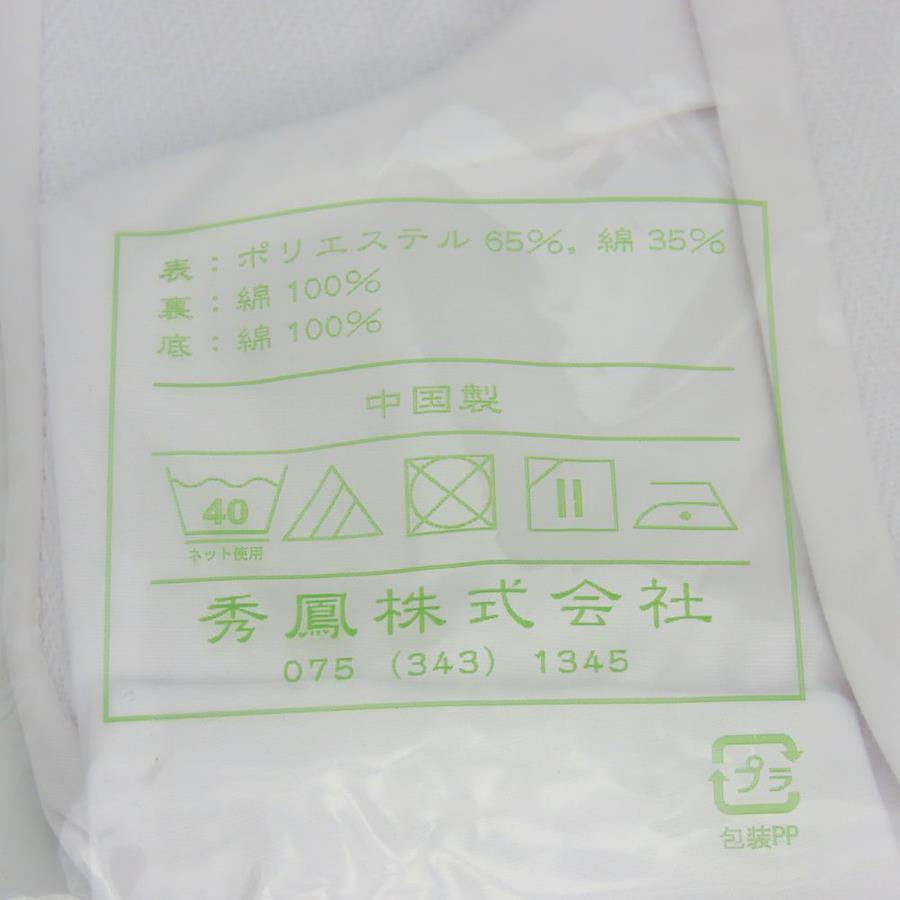 表：ポリエステル 65%, 綿 35%
裏：綿 100%
底：綿 100%
中国製
40
ネット使用
秀鳳株式会社
075 (343) 1345
プラ
包装PP